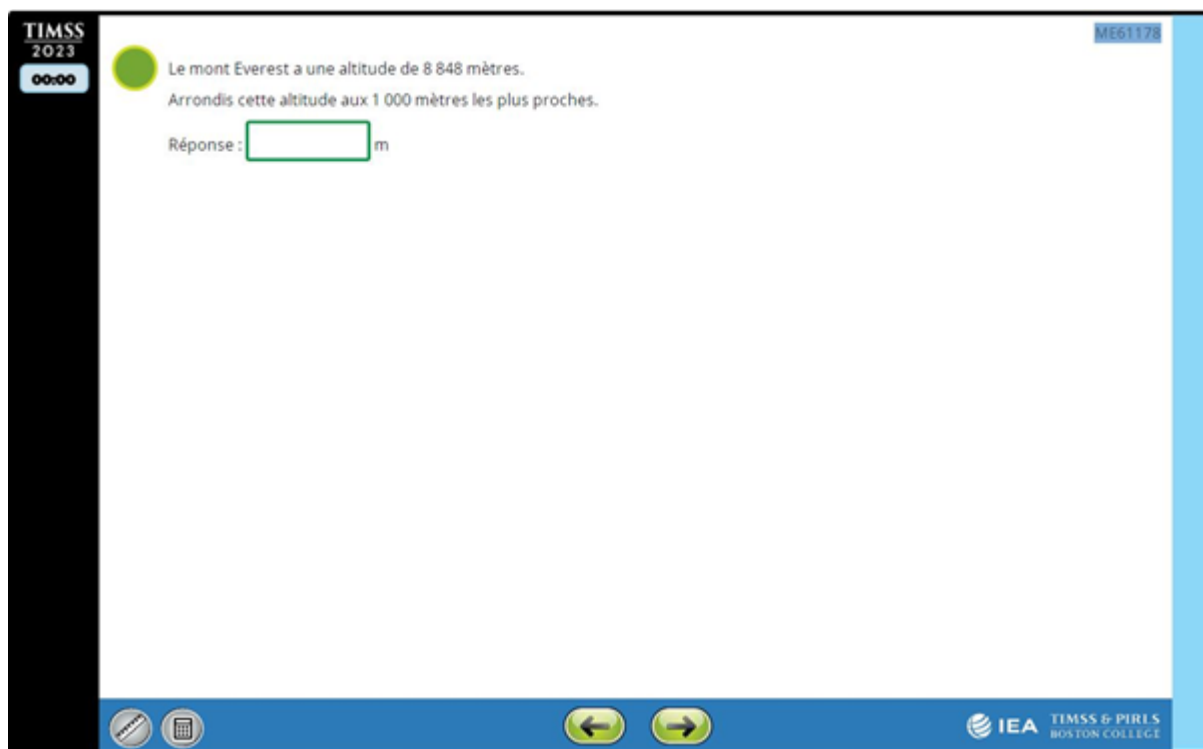 TIMSS
2023
00:00
ME61178
Le mont Everest a une altitude de 8 848 mètres.
Arrondis cette altitude aux 1 000 mètres les plus proches.
Réponse : m
IEA
TIMSS & PIRLS
BOSTON COLLEGE